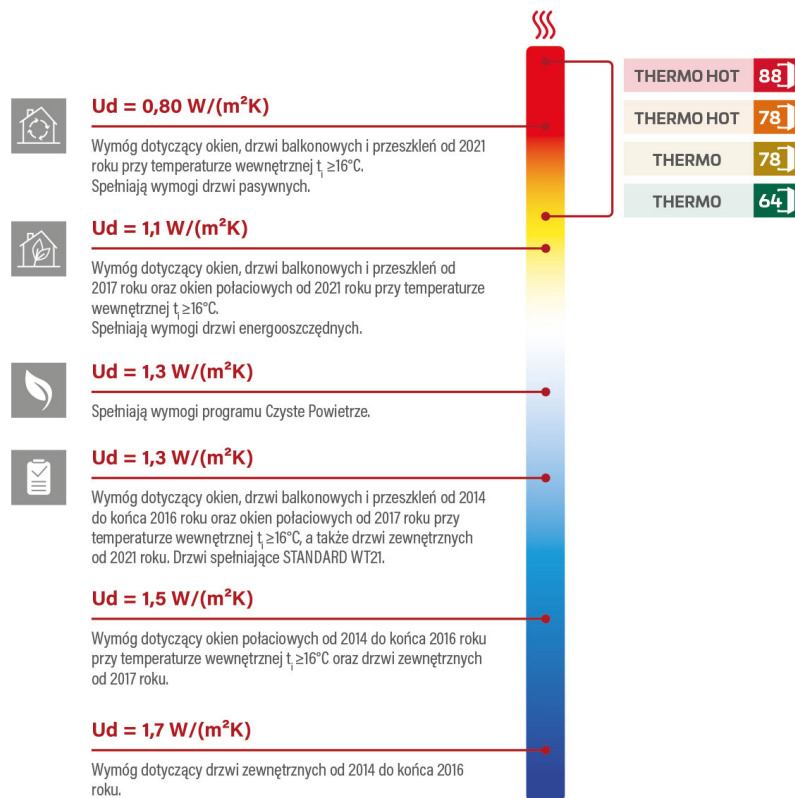 THERMO HOT 88
THERMO HOT 78
THERMO 78
THERMO 64
Ud = 0,80 W/(m²K)
Wymóg dotyczący okien, drzwi balkonowych i przeszkleń od 2021
roku przy temperaturze wewnętrznej tᵢ ≥16°C.
Spełniają wymogi drzwi pasywnych.
Ud = 1,1 W/(m²K)
Wymóg dotyczący okien, drzwi balkonowych i przeszkleń od
2017 roku oraz okien połaciowych od 2021 roku przy temperaturze
wewnętrznej tᵢ ≥16°C.
Spełniają wymogi drzwi energooszczędnych.
Ud = 1,3 W/(m²K)
Spełniają wymogi programu Czyste Powietrze.
Ud = 1,3 W/(m²K)
Wymóg dotyczący okien, drzwi balkonowych i przeszkleń od 2014
do końca 2016 roku oraz okien połaciowych od 2017 roku przy
temperaturze wewnętrznej tᵢ ≥16°C, a także drzwi zewnętrznych
od 2021 roku. Drzwi spełniające STANDARD WT21.
Ud = 1,5 W/(m²K)
Wymóg dotyczący okien połaciowych od 2014 do końca 2016 roku
przy temperaturze wewnętrznej tᵢ ≥16°C oraz drzwi zewnętrznych
od 2017 roku.
Ud = 1,7 W/(m²K)
Wymóg dotyczący drzwi zewnętrznych od 2014 do końca 2016
roku.